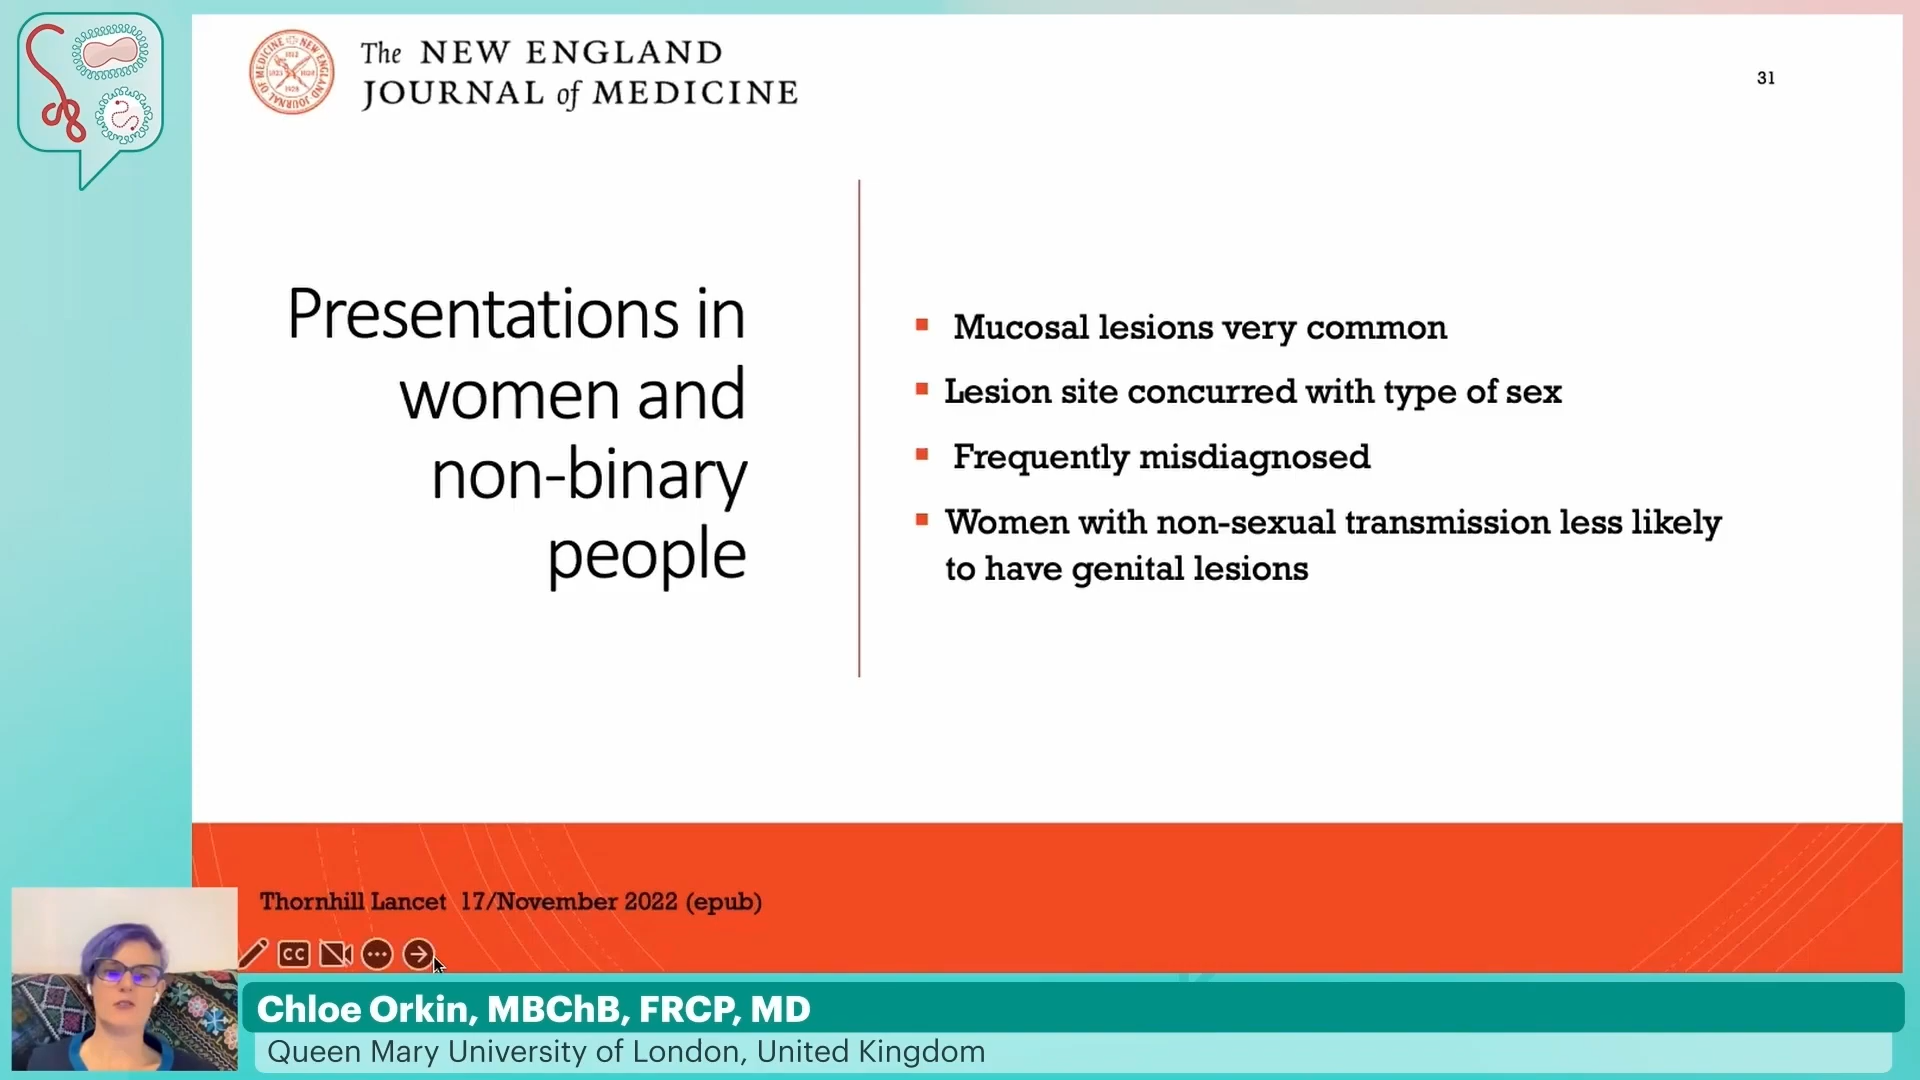 The NEW ENGLAND
JOURNAL of MEDICINE
31
Presentations in
women and
non-binary
people
Mucosal lesions very common
Lesion site concurred with type of sex
Frequently misdiagnosed
Women with non-sexual transmission less likely
to have genital lesions
Thornhill Lancet 17/November 2022 (epub)
CC
Chloe Orkin, MBChB, FRCP, MD
Queen Mary University of London, United Kingdom